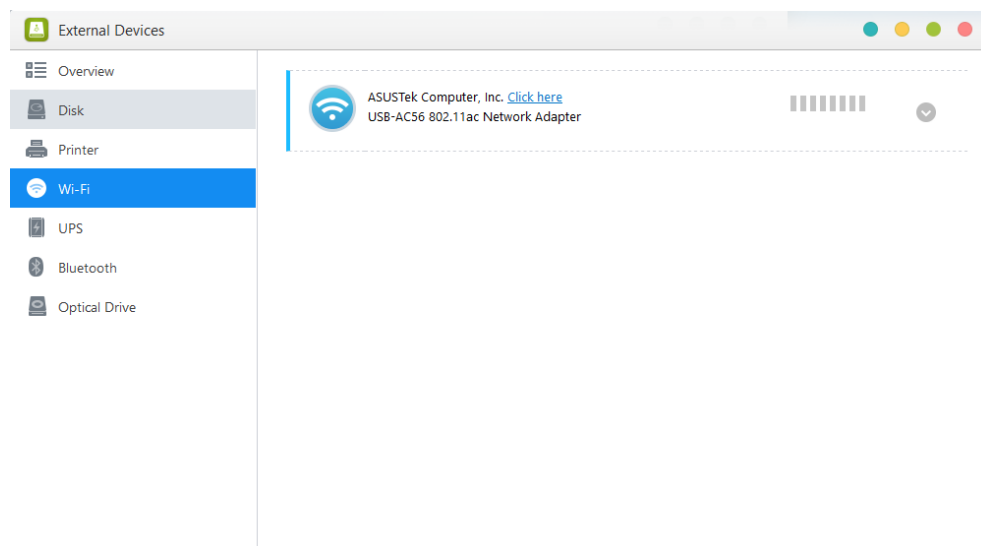 External Devices
Overview
Disk
Printer
Wi-Fi
UPS
Bluetooth
Optical Drive
ASUSTek Computer, Inc. Click here
USB-AC56 802.11ac Network Adapter